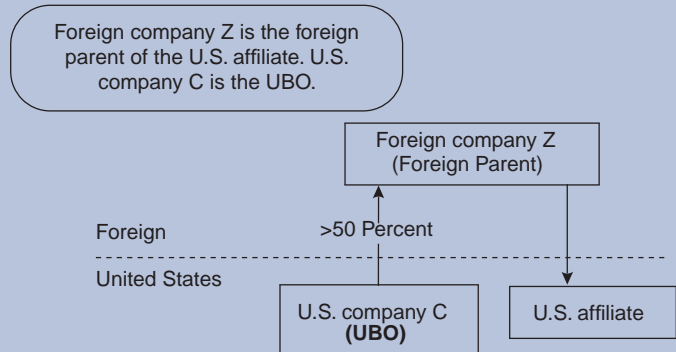 Foreign company Z is the foreign
parent of the U.S. affiliate. U.S.
company C is the UBO.
Foreign company Z
(Foreign Parent)
Foreign
>50 Percent
United States
U.S. company C
(UBO)
U.S. affiliate